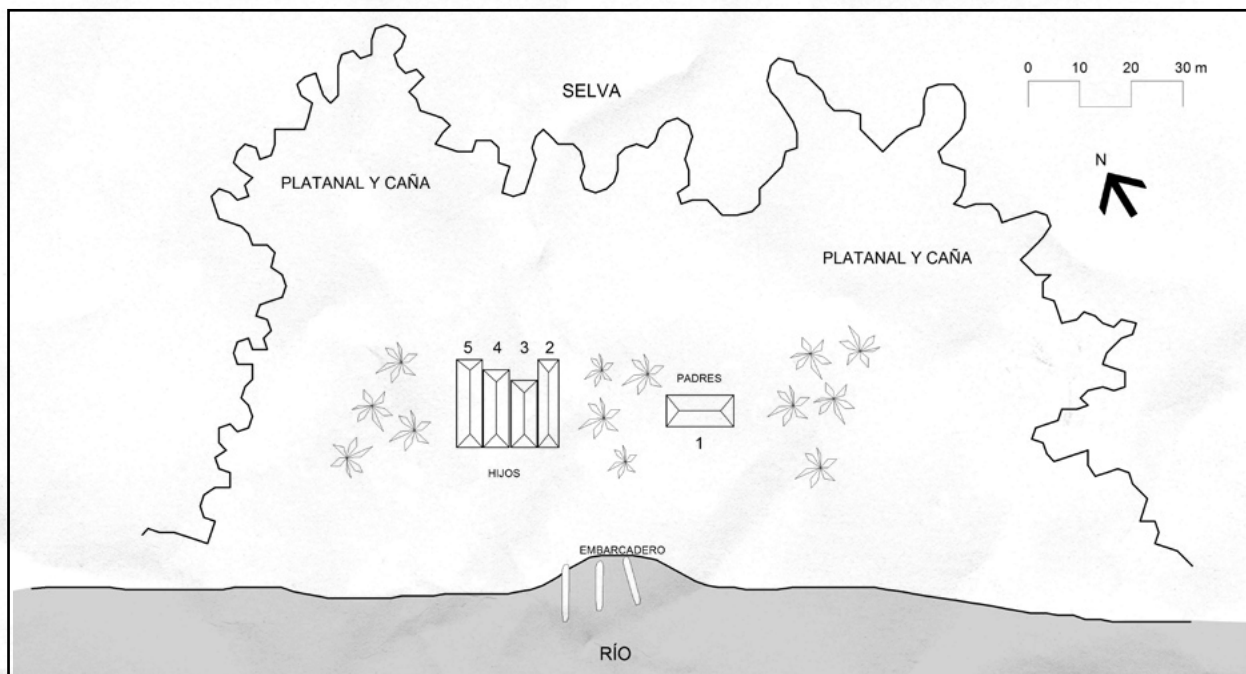 0 10 20 30 m
SELVA
N
PLATANAL Y CAÑA
PLATANAL Y CAÑA
5 4 3 2
PADRES
1
HIJOS
EMBARCADERO
RÍO